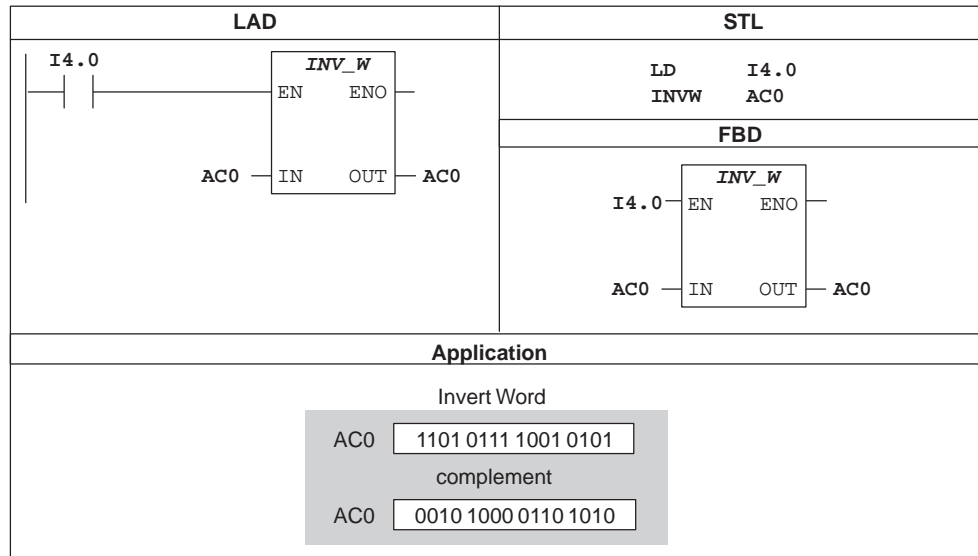 LAD
I4.0
INV_W
EN ENO
AC0 IN OUT AC0
STL
LD I4.0
INVW AC0
FBD
INV_W
I4.0 EN ENO
AC0 IN OUT AC0
Application
Invert Word
AC0 1101 0111 1001 0101
complement
AC0 0010 1000 0110 1010